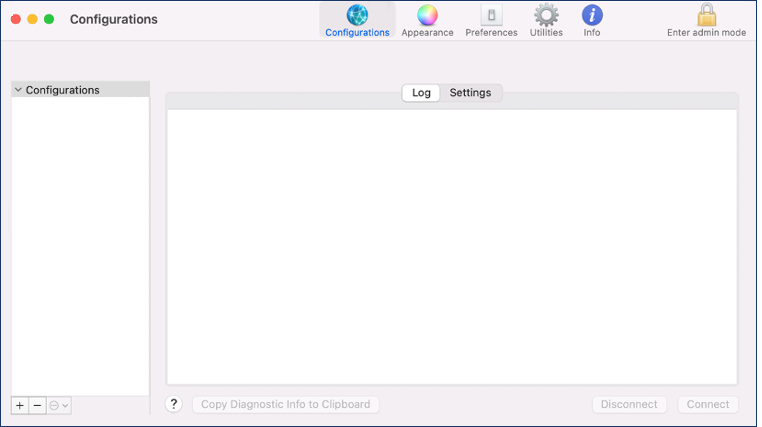 Configurations
Configurations Appearance Preferences Utilities Info Enter admin mode
Configurations
Log Settings
+ − ? Copy Diagnostic Info to Clipboard Disconnect Connect